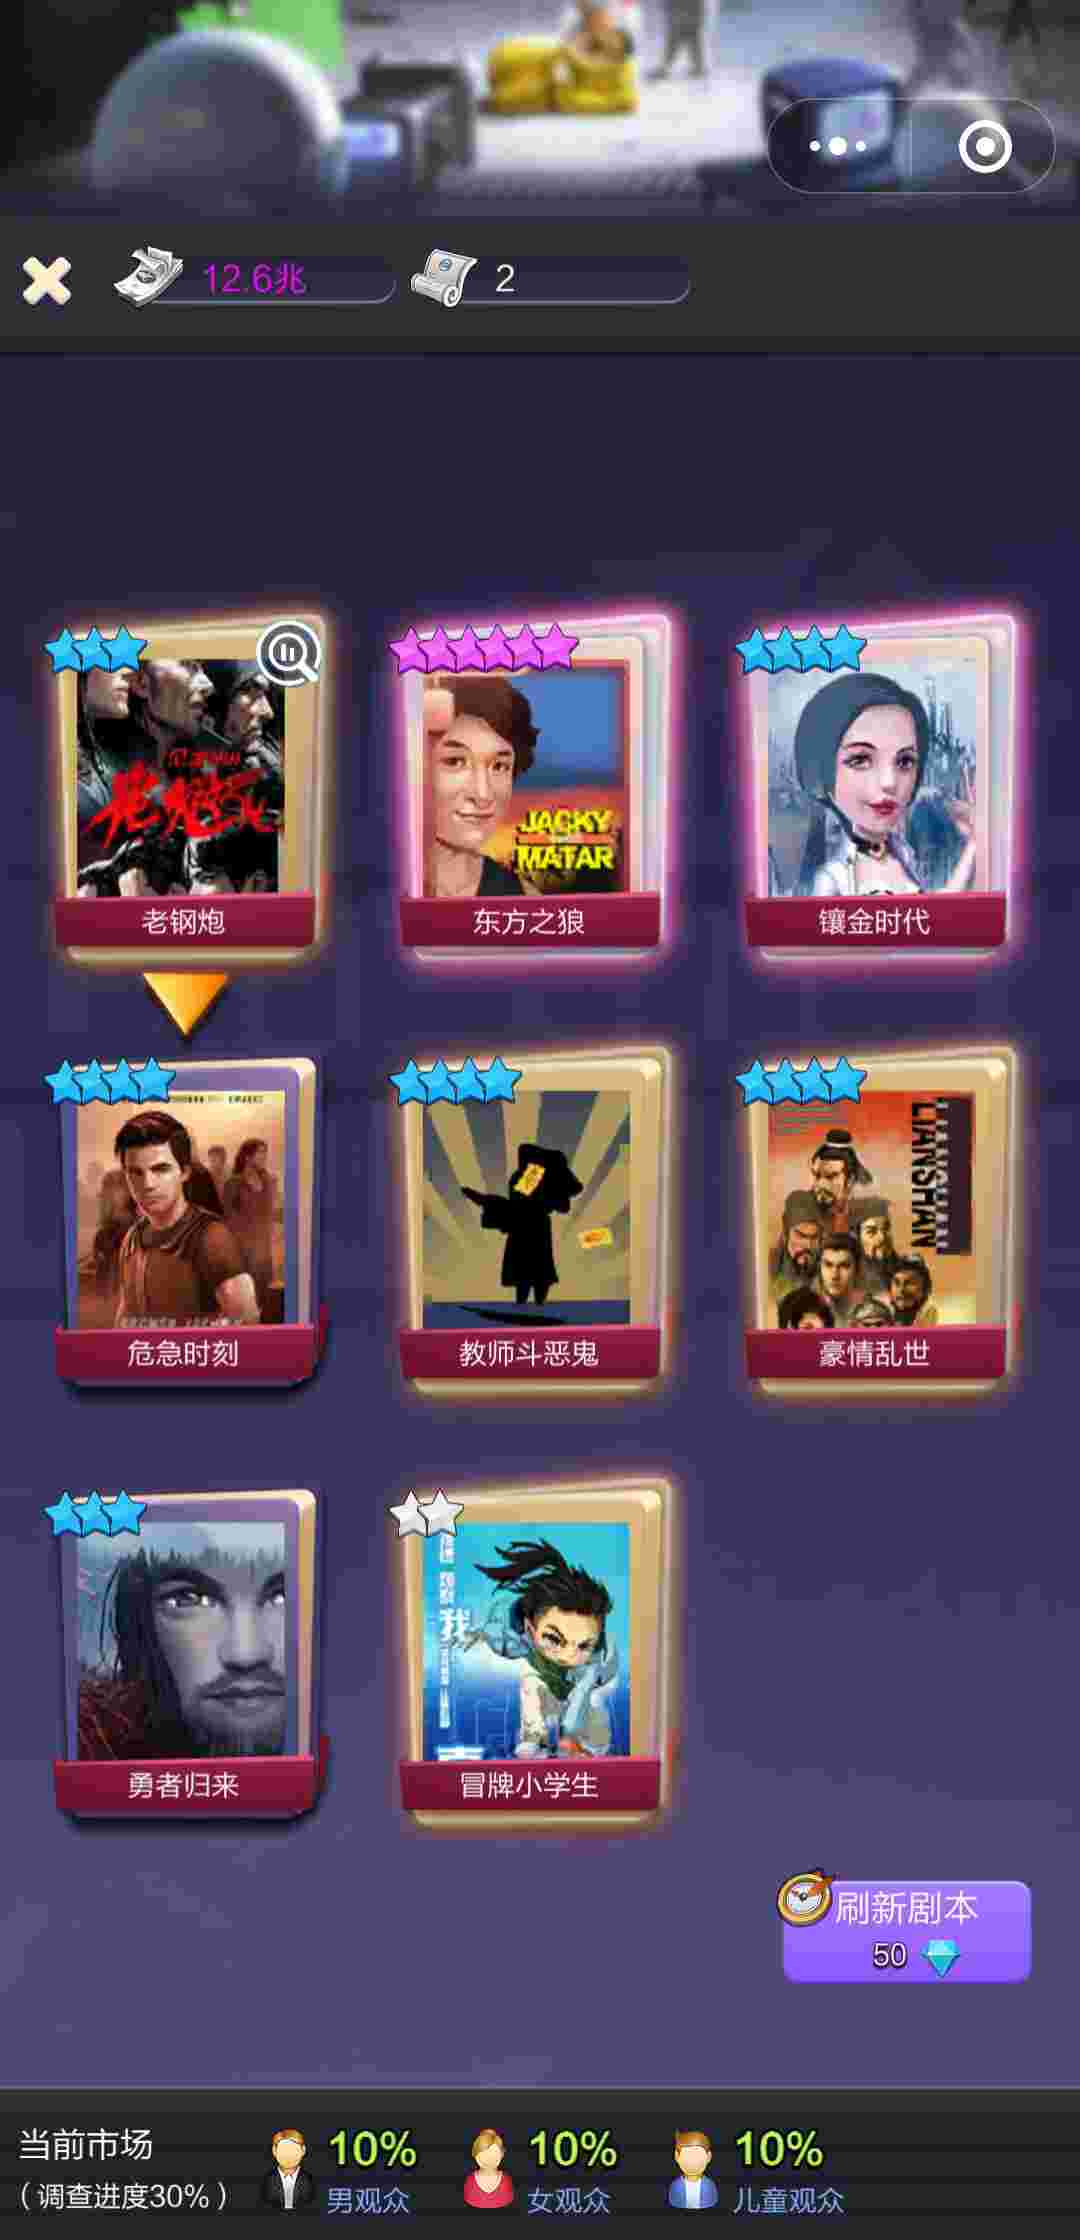 12.6兆
2
老钢炮
JACKY
MATAR
东方之狼
镶金时代
危急时刻
教师斗恶鬼
LIANSHAN
豪情乱世
勇者归来
我
冒牌小学生
刷新剧本
50
当前市场
(调查进度30%)
10%
男观众
10%
女观众
10%
儿童观众